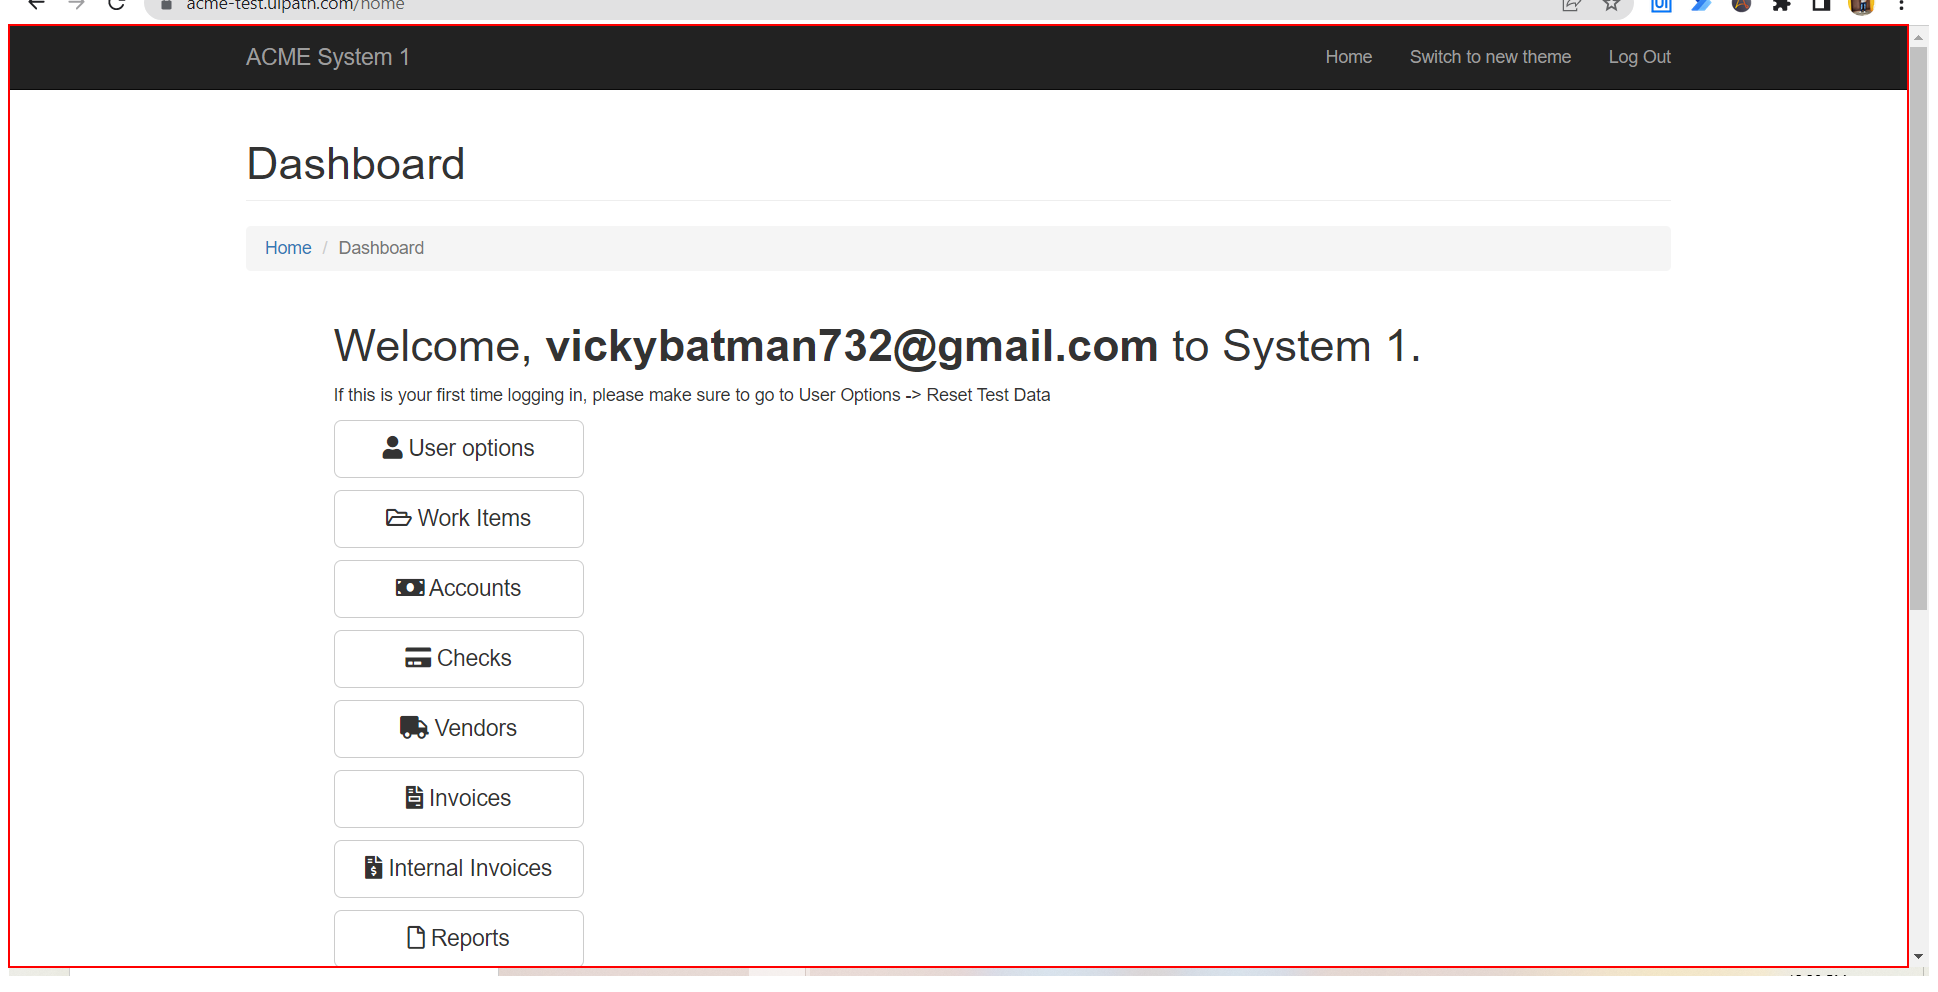 acme-test.uipath.com/home
ACME System 1
Home
Switch to new theme
Log Out
Dashboard
Home / Dashboard
Welcome, vickybatman732@gmail.com to System 1.
If this is your first time logging in, please make sure to go to User Options -> Reset Test Data
User options
Work Items
Accounts
Checks
Vendors
Invoices
Internal Invoices
Reports